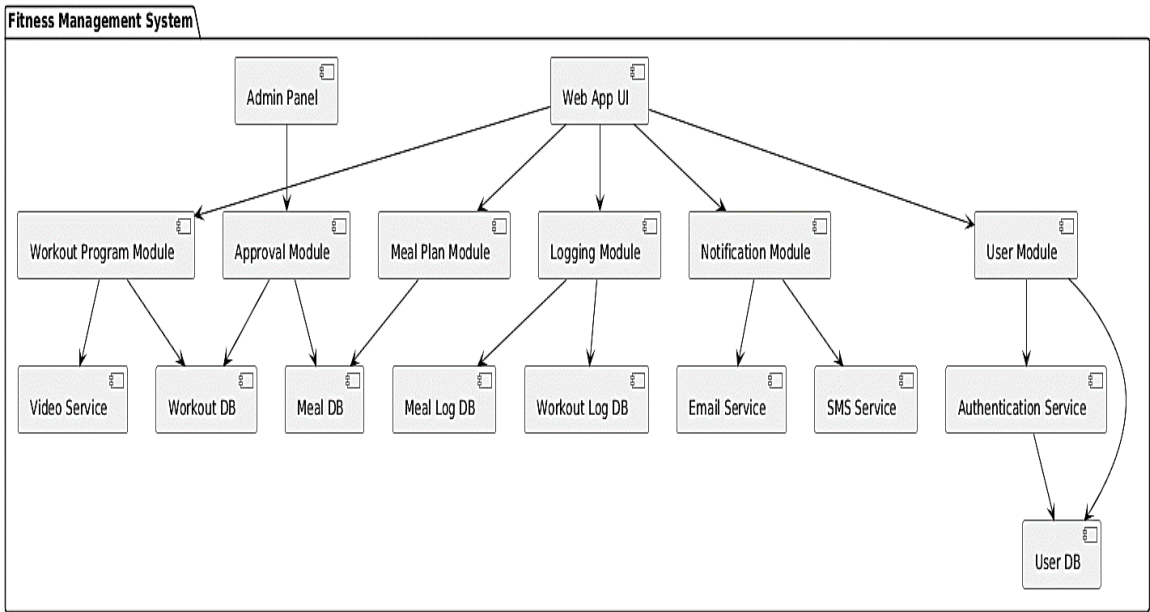 Fitness Management System
Admin Panel
Web App UI
Workout Program Module
Approval Module
Meal Plan Module
Logging Module
Notification Module
User Module
Video Service
Workout DB
Meal DB
Meal Log DB
Workout Log DB
Email Service
SMS Service
Authentication Service
User DB